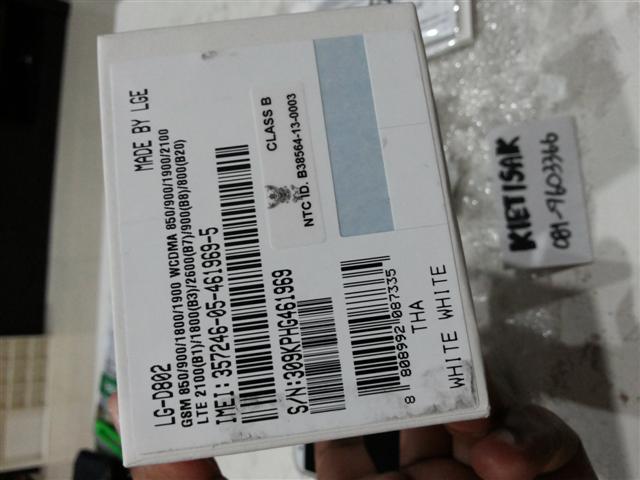 MADE BY LGE
LG-D802
GSM 850/900/1800/1900 WCDMA 850/900/1900/2100
LTE 2100(B1)/1800(B3)/2600(B7)/900(B8)/800(B20)
IMEI: 357246-05-461969-5
S/N:309KPHG461969
CLASS B
NTC ID. B38564-13-0003
8 808992 087335
THA
WHITE WHITE
KIETISAK
081-9603366